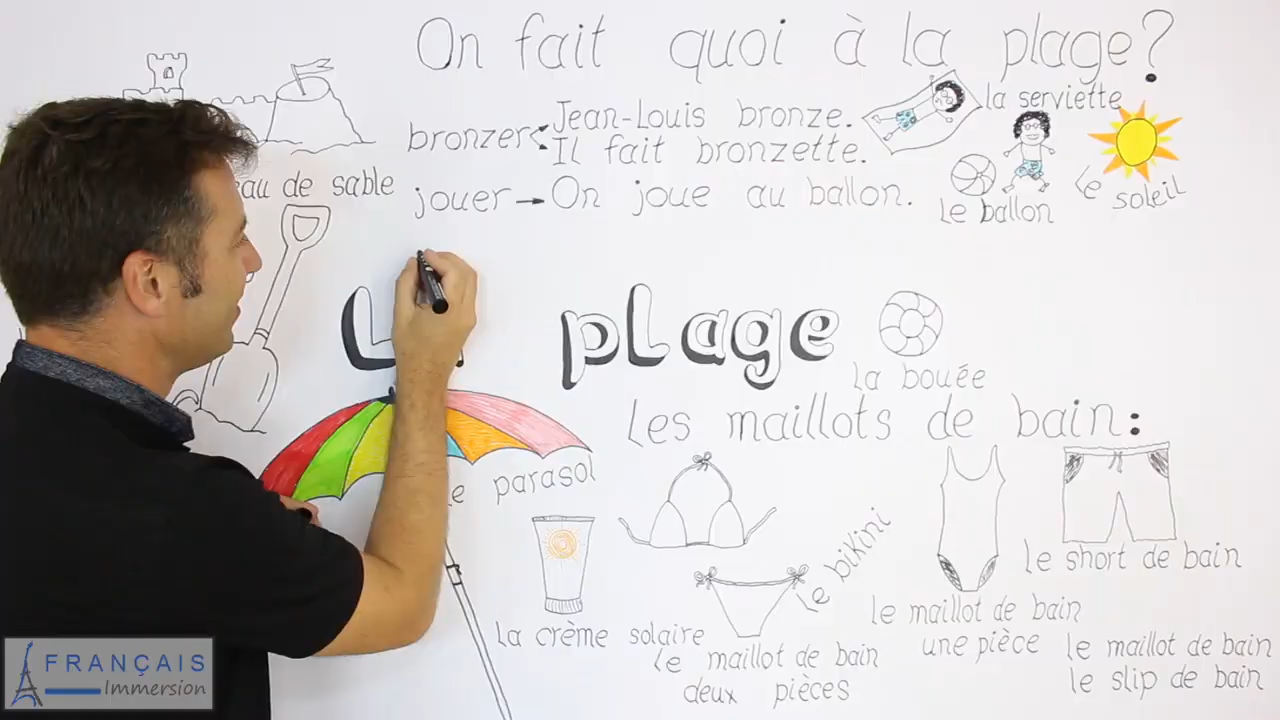 On fait quoi à la plage?
bronzer
Jean-Louis bronze.
Il fait bronzette.
la serviette
de sable
jouer → On joue au ballon.
le ballon
le soleil
plage
la bouée
les maillots de bain:
parasol
le bikini
le short de bain
la crème solaire
le maillot de bain
deux pièces
le maillot de bain
une pièce
le maillot de bain
le slip de bain
FRANÇAIS
Immersion